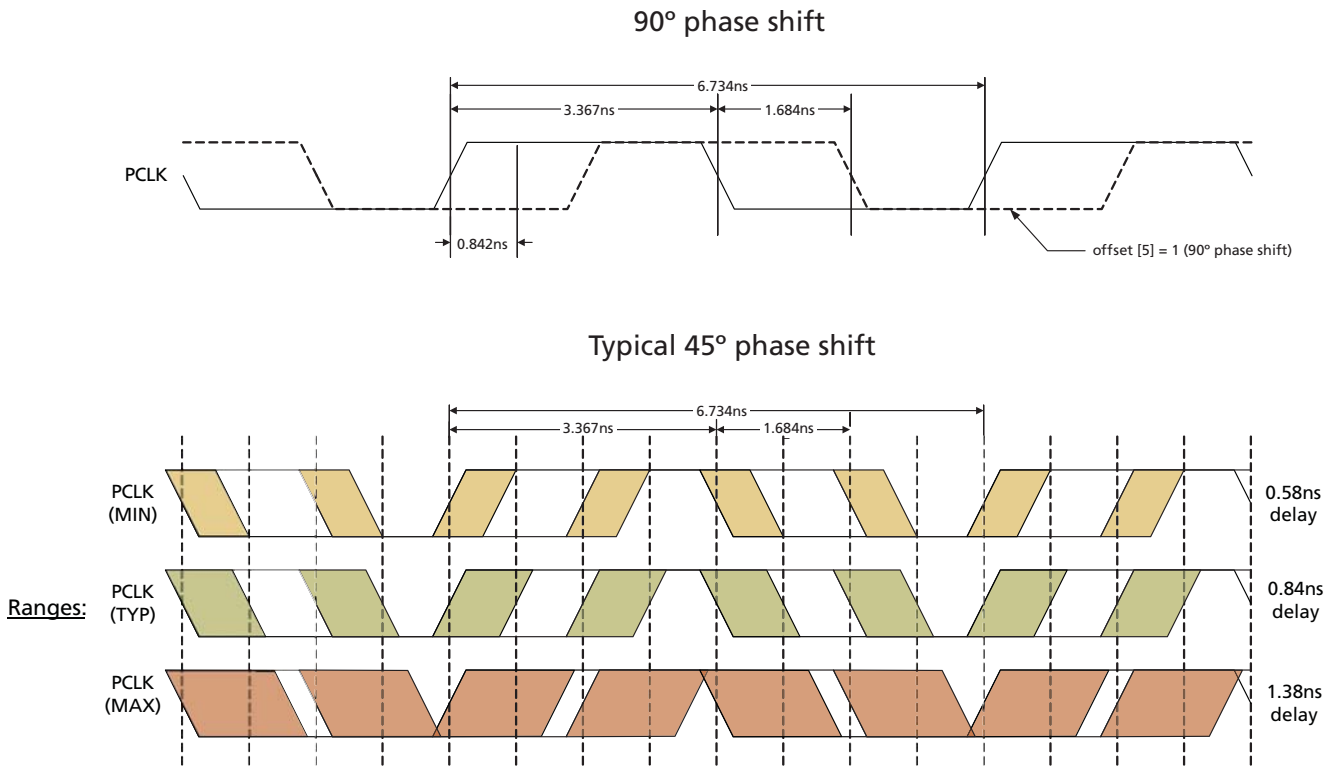 90º phase shift
6.734ns
3.367ns
1.684ns
PCLK
0.842ns
offset [5] = 1 (90º phase shift)
Typical 45º phase shift
6.734ns
3.367ns
1.684ns
PCLK
(MIN)
0.58ns
delay
Ranges:
PCLK
(TYP)
0.84ns
delay
PCLK
(MAX)
1.38ns
delay